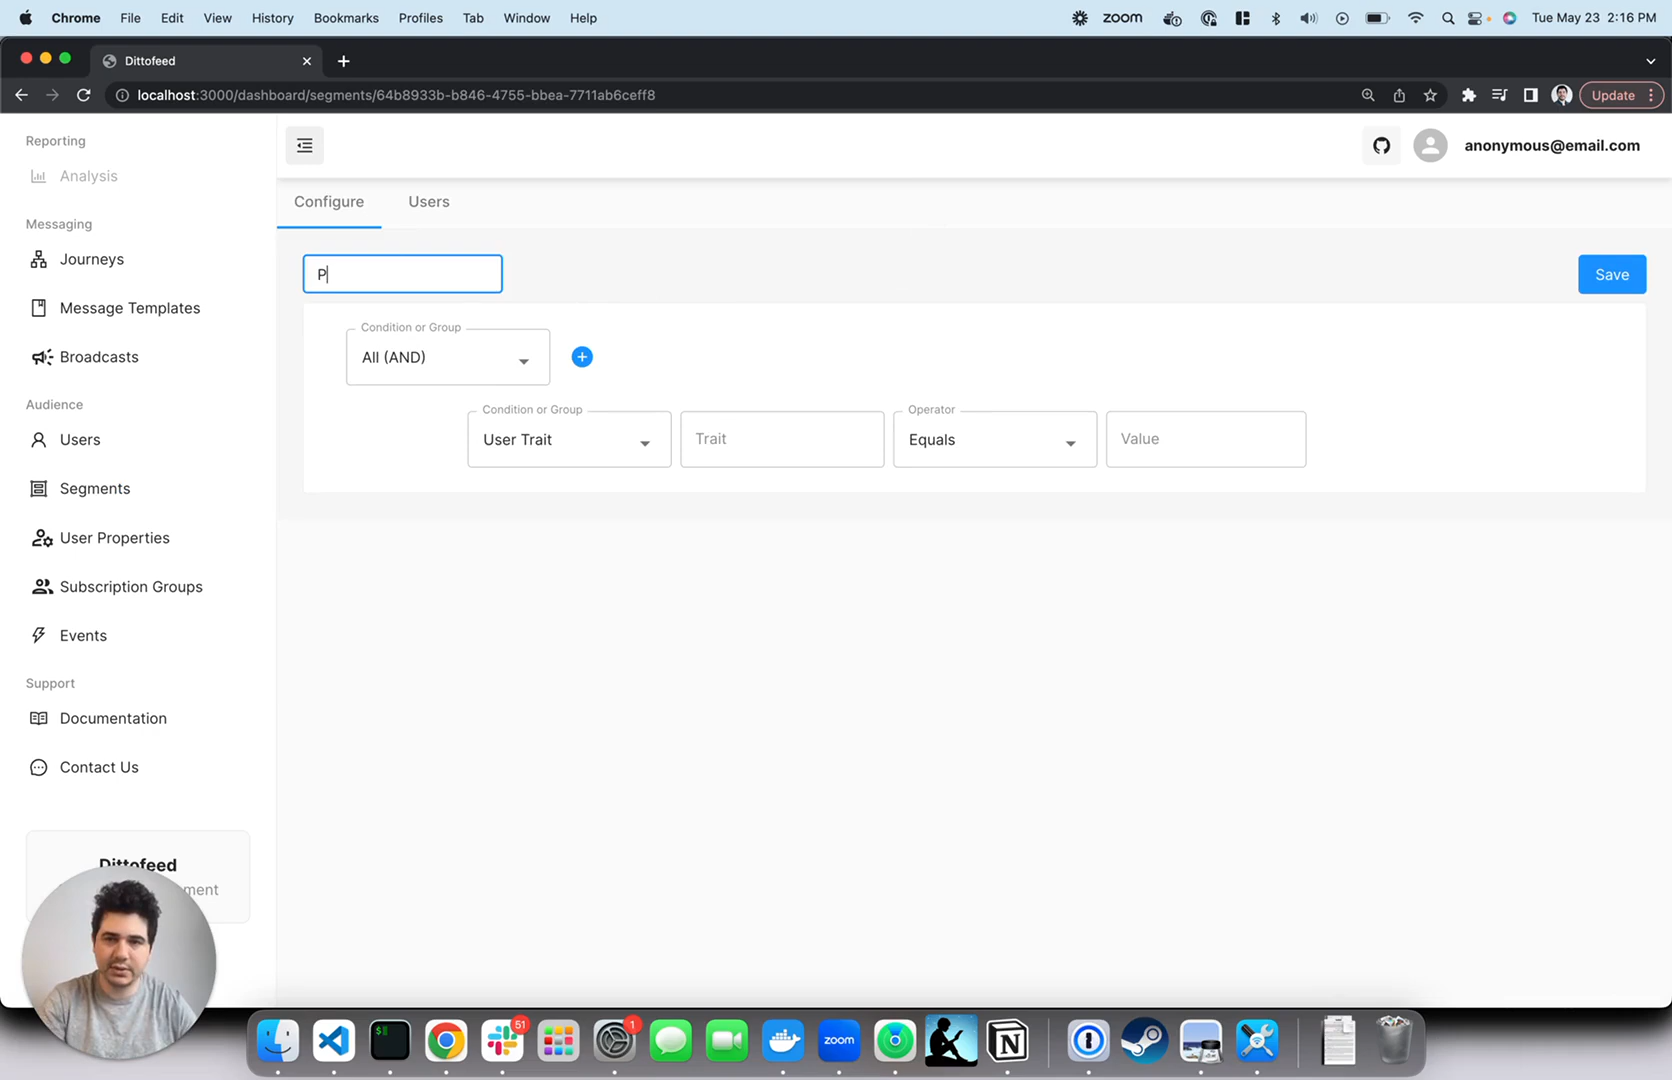 Chrome File Edit View History Bookmarks Profiles Tab Window Help zoom Tue May 23 2:16 PM
Dittofeed
localhost:3000/dashboard/segments/64b8933b-b846-4755-bbea-7711ab6ceff8 Update
Reporting
Analysis
anonymous@email.com
Configure Users
Messaging
Journeys
Message Templates
Broadcasts
P
Save
Condition or Group
All (AND)
Condition or Group
User Trait
Trait
Operator
Equals
Value
Audience
Users
Segments
User Properties
Subscription Groups
Events
Support
Documentation
Contact Us
Dittofeed
ment
51
1
zoom